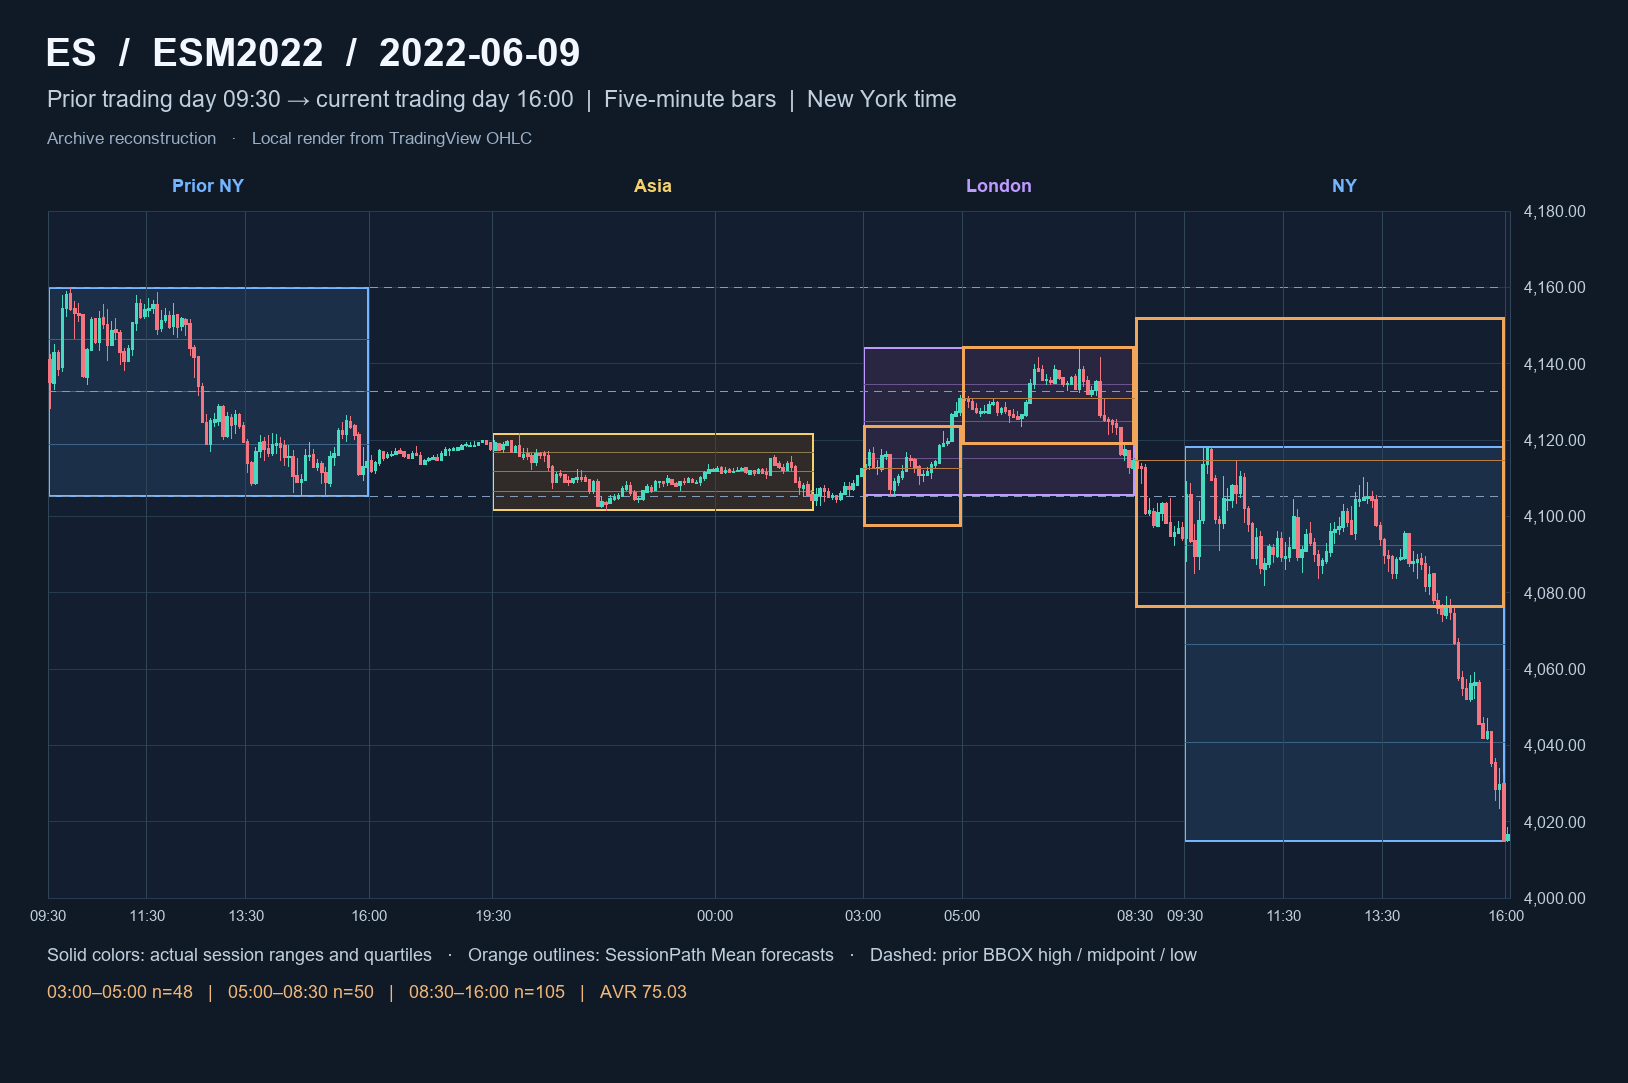 ES / ESM2022 / 2022-06-09
Prior trading day 09:30 → current trading day 16:00 | Five-minute bars | New York time
Archive reconstruction · Local render from TradingView OHLC
Prior NY Asia London NY
4,180.00
4,160.00
4,140.00
4,120.00
4,100.00
4,080.00
4,060.00
4,040.00
4,020.00
4,000.00
09:30 11:30 13:30 16:00 19:30 00:00 03:00 05:00 08:30 09:30 11:30 13:30 16:00
Solid colors: actual session ranges and quartiles · Orange outlines: SessionPath Mean forecasts · Dashed: prior BBOX high / midpoint / low
03:00–05:00 n=48 | 05:00–08:30 n=50 | 08:30–16:00 n=105 | AVR 75.03